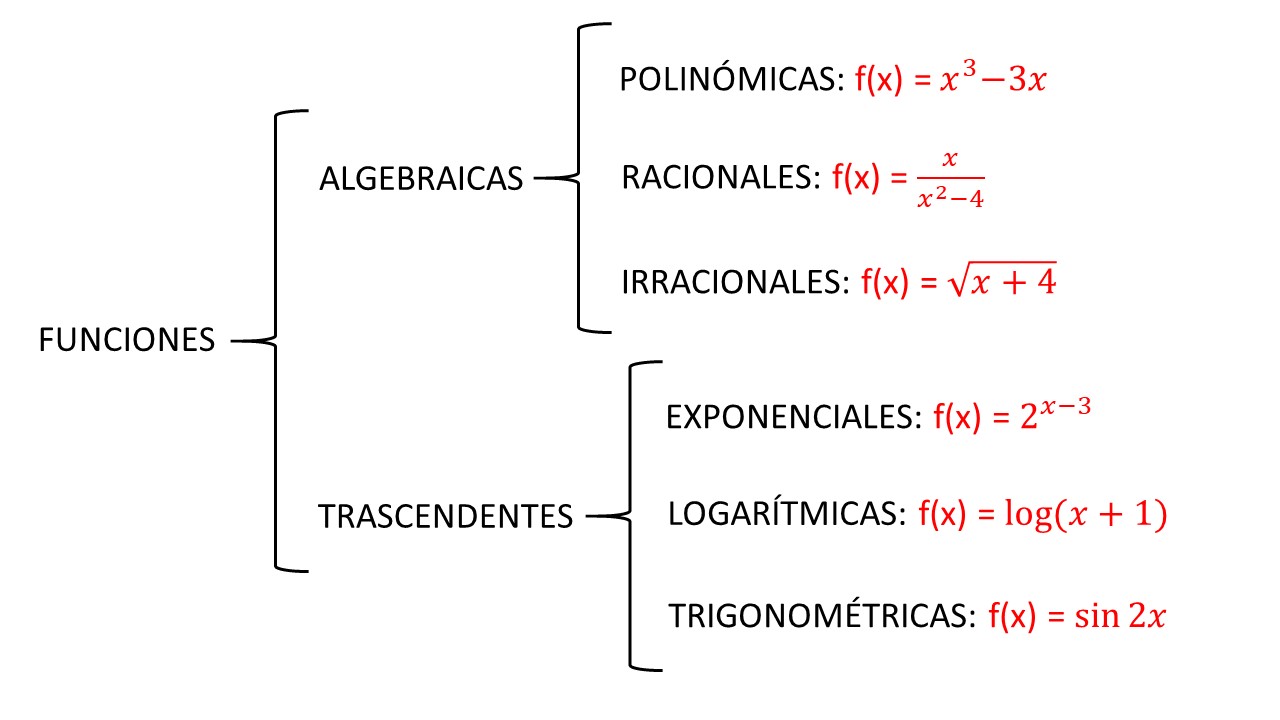 FUNCIONES
ALGEBRAICAS
POLINÓMICAS: f(x) = x³−3x
RACIONALES: f(x) = x/(x²−4)
IRRACIONALES: f(x) = √(x + 4)
TRASCENDENTES
EXPONENCIALES: f(x) = 2^(x−3)
LOGARÍTMICAS: f(x) = log(x + 1)
TRIGONOMÉTRICAS: f(x) = sin 2x